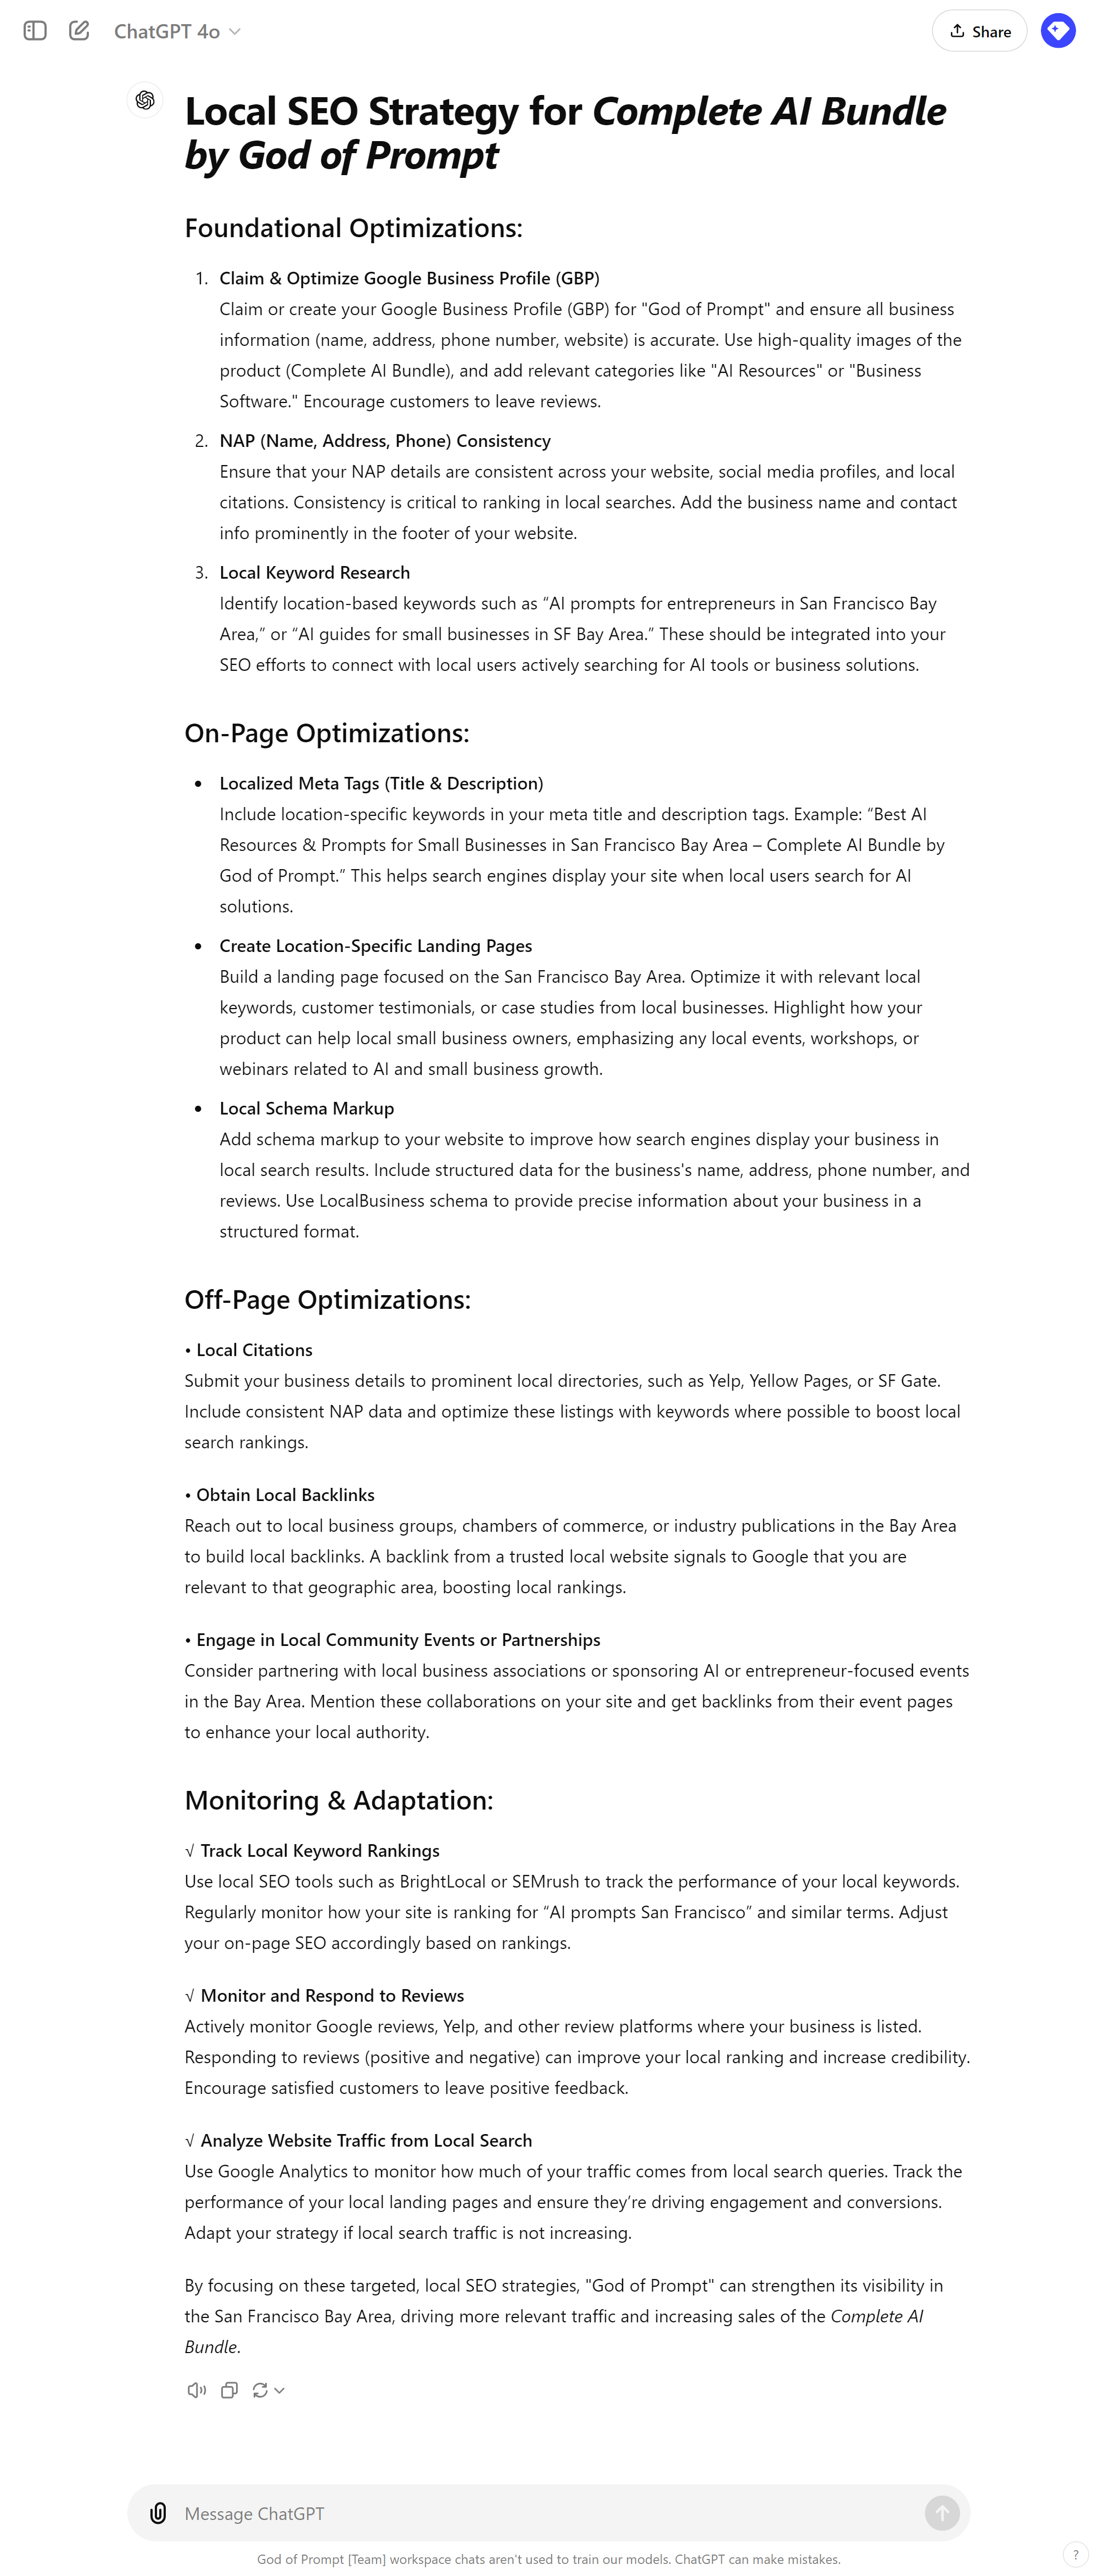 ChatGPT 4o
Share
Local SEO Strategy for Complete AI Bundle
by God of Prompt
Foundational Optimizations:
1. Claim & Optimize Google Business Profile (GBP)
Claim or create your Google Business Profile (GBP) for "God of Prompt" and ensure all business
information (name, address, phone number, website) is accurate. Use high-quality images of the
product (Complete AI Bundle), and add relevant categories like "AI Resources" or "Business
Software." Encourage customers to leave reviews.
2. NAP (Name, Address, Phone) Consistency
Ensure that your NAP details are consistent across your website, social media profiles, and local
citations. Consistency is critical to ranking in local searches. Add the business name and contact
info prominently in the footer of your website.
3. Local Keyword Research
Identify location-based keywords such as “AI prompts for entrepreneurs in San Francisco Bay
Area,” or “AI guides for small businesses in SF Bay Area.” These should be integrated into your
SEO efforts to connect with local users actively searching for AI tools or business solutions.
On-Page Optimizations:
• Localized Meta Tags (Title & Description)
Include location-specific keywords in your meta title and description tags. Example: “Best AI
Resources & Prompts for Small Businesses in San Francisco Bay Area – Complete AI Bundle by
God of Prompt.” This helps search engines display your site when local users search for AI
solutions.
• Create Location-Specific Landing Pages
Build a landing page focused on the San Francisco Bay Area. Optimize it with relevant local
keywords, customer testimonials, or case studies from local businesses. Highlight how your
product can help local small business owners, emphasizing any local events, workshops, or
webinars related to AI and small business growth.
• Local Schema Markup
Add schema markup to your website to improve how search engines display your business in
local search results. Include structured data for the business's name, address, phone number, and
reviews. Use LocalBusiness schema to provide precise information about your business in a
structured format.
Off-Page Optimizations:
• Local Citations
Submit your business details to prominent local directories, such as Yelp, Yellow Pages, or SF Gate.
Include consistent NAP data and optimize these listings with keywords where possible to boost local
search rankings.
• Obtain Local Backlinks
Reach out to local business groups, chambers of commerce, or industry publications in the Bay Area
to build local backlinks. A backlink from a trusted local website signals to Google that you are
relevant to that geographic area, boosting local rankings.
• Engage in Local Community Events or Partnerships
Consider partnering with local business associations or sponsoring AI or entrepreneur-focused events
in the Bay Area. Mention these collaborations on your site and get backlinks from their event pages
to enhance your local authority.
Monitoring & Adaptation:
√ Track Local Keyword Rankings
Use local SEO tools such as BrightLocal or SEMrush to track the performance of your local keywords.
Regularly monitor how your site is ranking for “AI prompts San Francisco” and similar terms. Adjust
your on-page SEO accordingly based on rankings.
√ Monitor and Respond to Reviews
Actively monitor Google reviews, Yelp, and other review platforms where your business is listed.
Responding to reviews (positive and negative) can improve your local ranking and increase credibility.
Encourage satisfied customers to leave positive feedback.
√ Analyze Website Traffic from Local Search
Use Google Analytics to monitor how much of your traffic comes from local search queries. Track the
performance of your local landing pages and ensure they’re driving engagement and conversions.
Adapt your strategy if local search traffic is not increasing.
By focusing on these targeted, local SEO strategies, "God of Prompt" can strengthen its visibility in
the San Francisco Bay Area, driving more relevant traffic and increasing sales of the Complete AI
Bundle.
Message ChatGPT
God of Prompt [Team] workspace chats aren't used to train our models. ChatGPT can make mistakes.
?